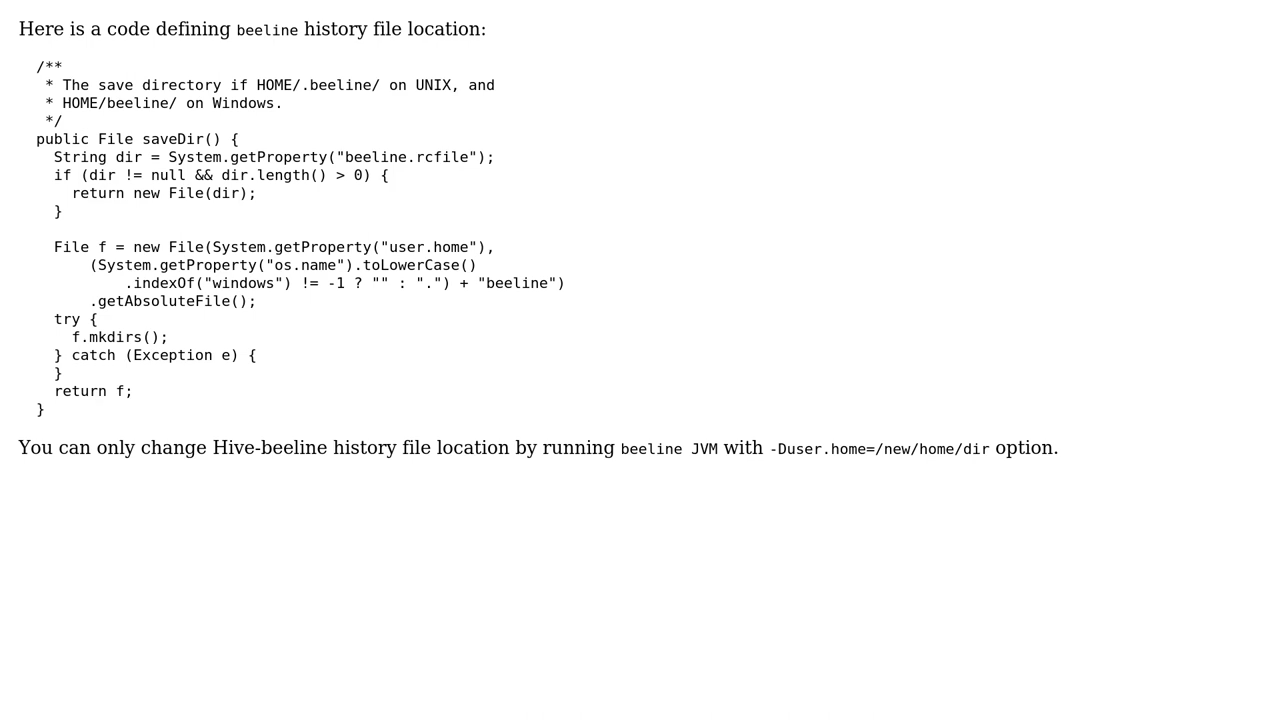 Here is a code defining beeline history file location:
/**
 * The save directory if HOME/.beeline/ on UNIX, and
 * HOME/beeline/ on Windows.
 */
public File saveDir() {
  String dir = System.getProperty("beeline.rcfile");
  if (dir != null && dir.length() > 0) {
    return new File(dir);
  }

  File f = new File(System.getProperty("user.home"),
      (System.getProperty("os.name").toLowerCase()
          .indexOf("windows") != -1 ? "" : ".") + "beeline")
      .getAbsoluteFile();
  try {
    f.mkdirs();
  } catch (Exception e) {
  }
  return f;
}
You can only change Hive-beeline history file location by running beeline JVM with -Duser.home=/new/home/dir option.